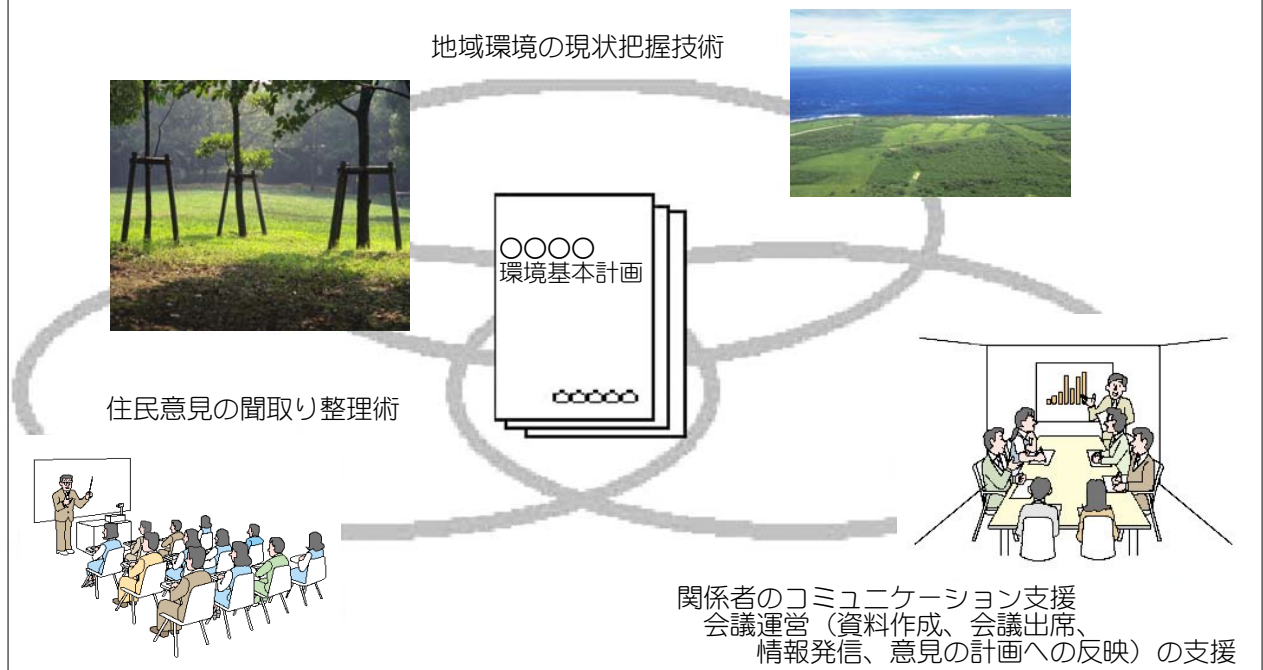 地域環境の現状把握技術
〇〇〇〇
環境基本計画
住民意見の聞取り整理術
関係者のコミュニケーション支援
会議運営（資料作成、会議出席、
情報発信、意見の計画への反映）の支援